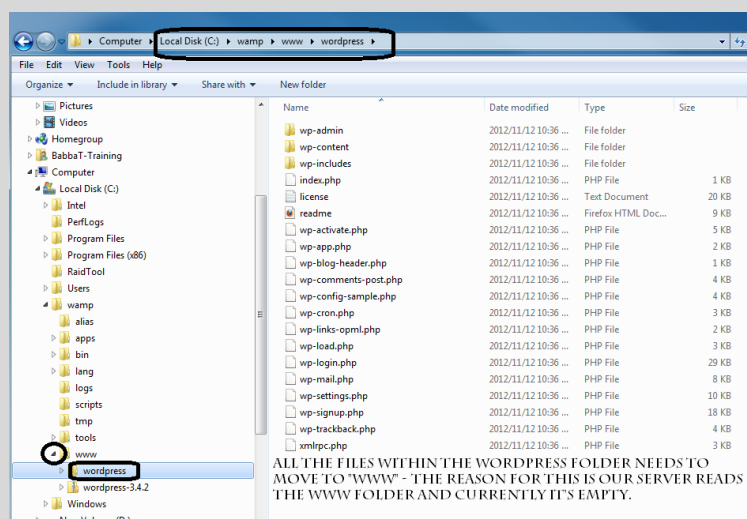 Computer Local Disk (C:) wamp www wordpress
File Edit View Tools Help
Organize Include in library Share with New folder
Pictures
Videos
Homegroup
BabbaT-Training
Computer
Local Disk (C:)
Intel
PerfLogs
Program Files
Program Files (x86)
RaidTool
Users
wamp
alias
apps
bin
lang
logs
scripts
tmp
tools
www
wordpress
wordpress-3.4.2
Windows
Name Date modified Type Size
wp-admin 2012/11/12 10:36 ... File folder
wp-content 2012/11/12 10:36 ... File folder
wp-includes 2012/11/12 10:36 ... File folder
index.php 2012/11/12 10:36 ... PHP File 1 KB
license 2012/11/12 10:36 ... Text Document 20 KB
readme 2012/11/12 10:36 ... Firefox HTML Doc... 9 KB
wp-activate.php 2012/11/12 10:36 ... PHP File 5 KB
wp-app.php 2012/11/12 10:36 ... PHP File 2 KB
wp-blog-header.php 2012/11/12 10:36 ... PHP File 1 KB
wp-comments-post.php 2012/11/12 10:36 ... PHP File 4 KB
wp-config-sample.php 2012/11/12 10:36 ... PHP File 4 KB
wp-cron.php 2012/11/12 10:36 ... PHP File 3 KB
wp-links-opml.php 2012/11/12 10:36 ... PHP File 2 KB
wp-load.php 2012/11/12 10:36 ... PHP File 3 KB
wp-login.php 2012/11/12 10:36 ... PHP File 29 KB
wp-mail.php 2012/11/12 10:36 ... PHP File 8 KB
wp-settings.php 2012/11/12 10:36 ... PHP File 10 KB
wp-signup.php 2012/11/12 10:36 ... PHP File 18 KB
wp-trackback.php 2012/11/12 10:36 ... PHP File 4 KB
xmlrpc.php 2012/11/12 10:36 ... PHP File 3 KB
ALL THE FILES WITHIN THE WORDPRESS FOLDER NEEDS TO
MOVE TO "WWW" - THE REASON FOR THIS IS OUR SERVER READS
THE WWW FOLDER AND CURRENTLY IT'S EMPTY.